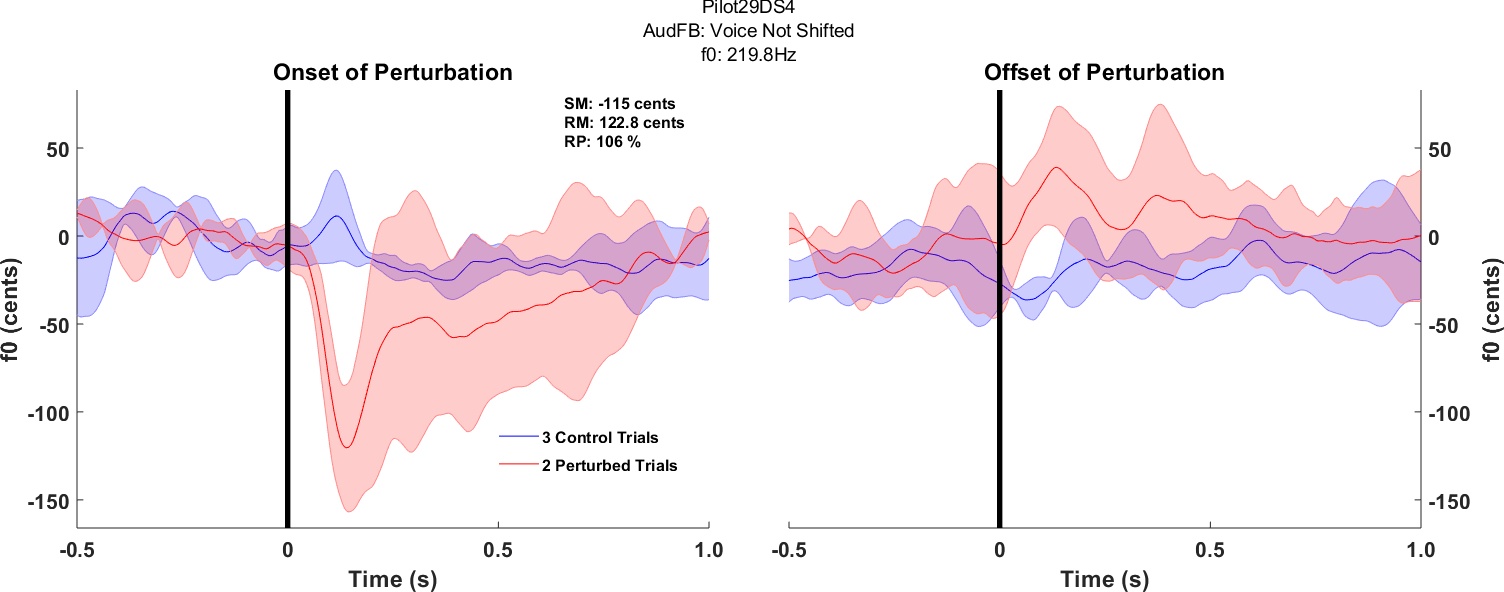 Pilot29DS4
AudFB: Voice Not Shifted
f0: 219.8Hz
Onset of Perturbation
SM: -115 cents
RM: 122.8 cents
RP: 106 %
50
0
-50
-100
-150
f0 (cents)
3 Control Trials
2 Perturbed Trials
-0.5 0 0.5 1.0
Time (s)
Offset of Perturbation
50
0
-50
-100
-150
f0 (cents)
-0.5 0 0.5 1.0
Time (s)